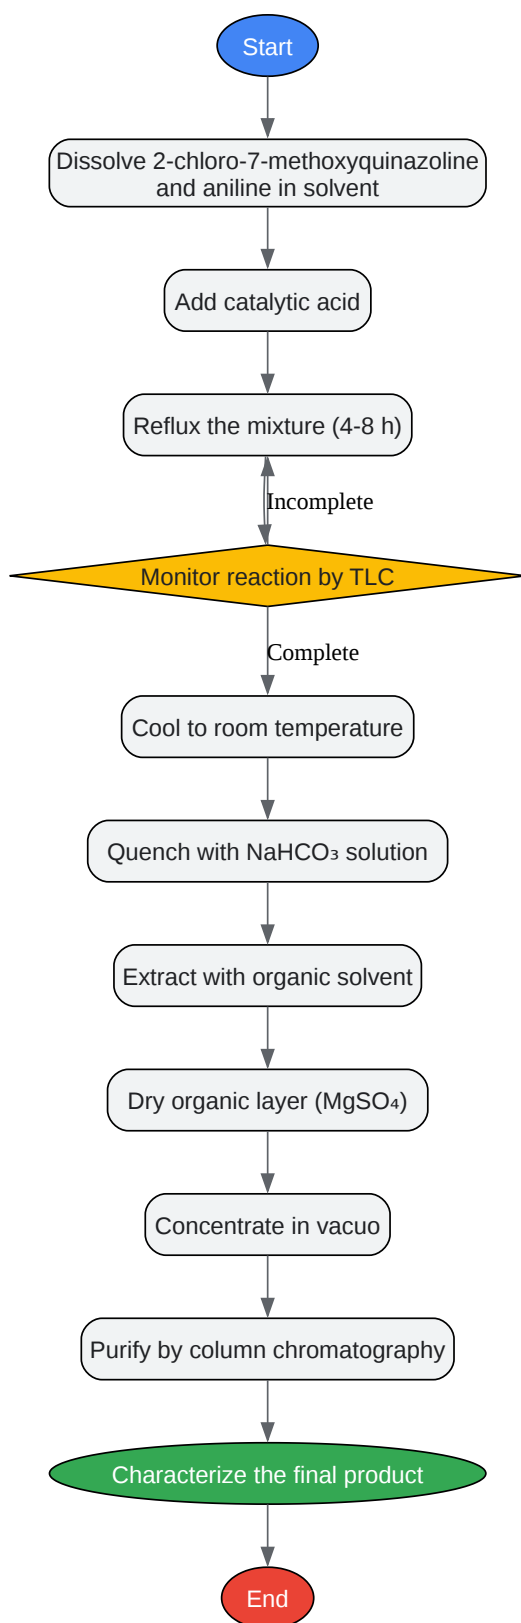 Start
Dissolve 2-chloro-7-methoxyquinazoline
and aniline in solvent
Add catalytic acid
Reflux the mixture (4-8 h)
Incomplete
Monitor reaction by TLC
Complete
Cool to room temperature
Quench with NaHCO₃ solution
Extract with organic solvent
Dry organic layer (MgSO₄)
Concentrate in vacuo
Purify by column chromatography
Characterize the final product
End